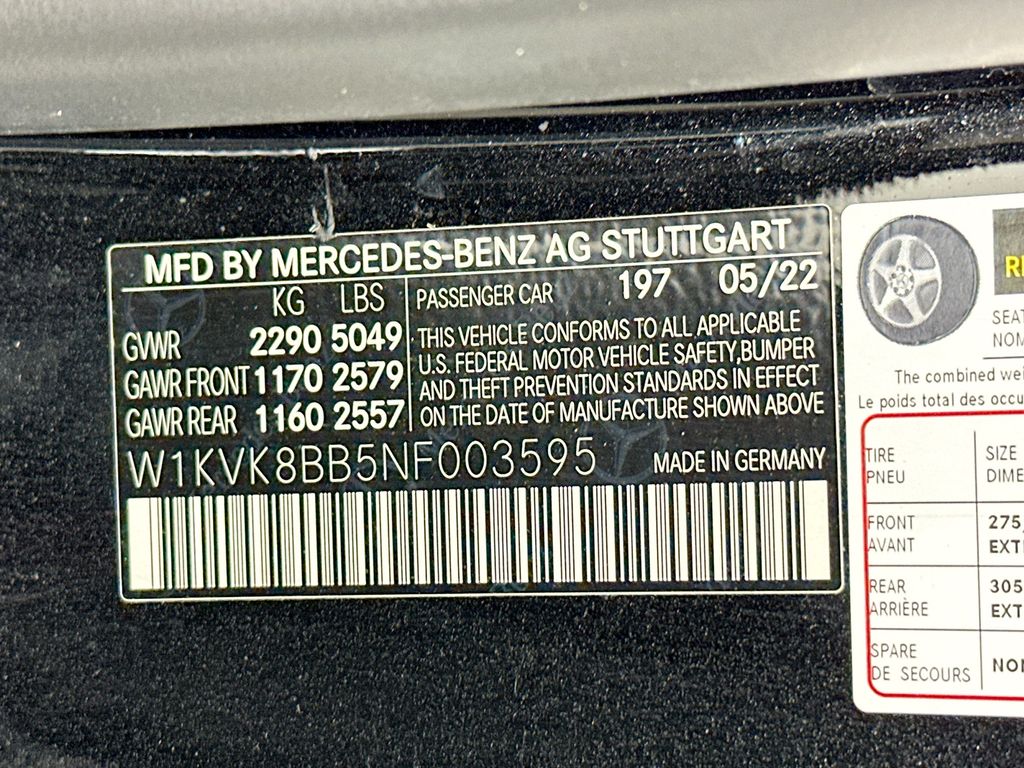 MFD BY MERCEDES-BENZ AG STUTTGART
KG LBS
GVWR 2290 5049
GAWR FRONT 1170 2579
GAWR REAR 1160 2557
PASSENGER CAR 197 05/22
THIS VEHICLE CONFORMS TO ALL APPLICABLE
U.S. FEDERAL MOTOR VEHICLE SAFETY,BUMPER
AND THEFT PREVENTION STANDARDS IN EFFECT
ON THE DATE OF MANUFACTURE SHOWN ABOVE
W1KVK8BB5NF003595 MADE IN GERMANY
The combined
Le poids total des
TIRE SIZE
PNEU
FRONT 275
AVANT
REAR 305
ARRIÈRE
SPARE
DE SECOURS